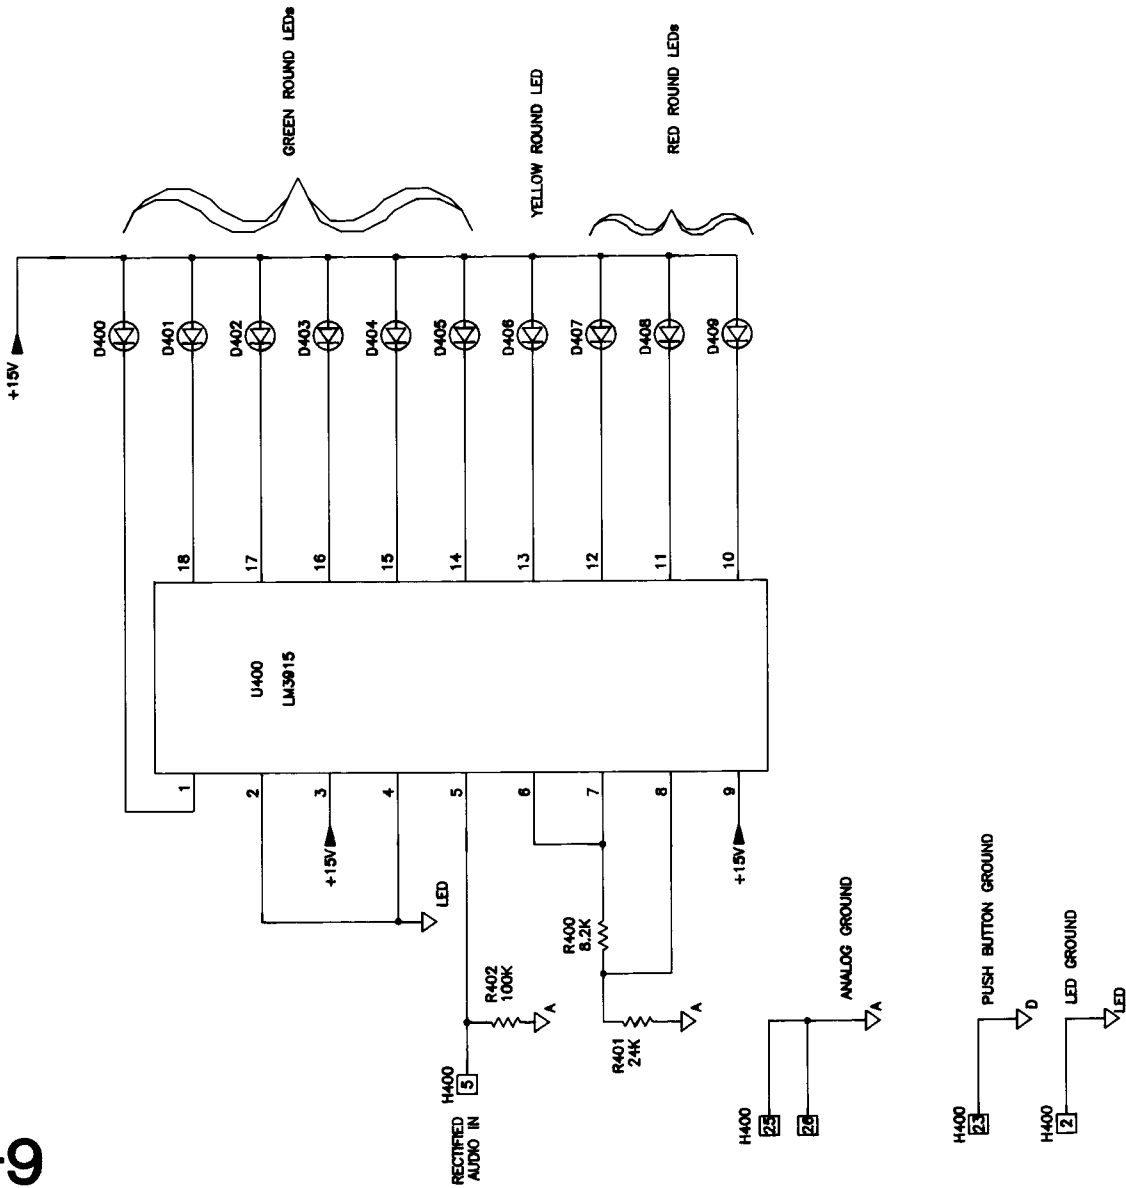 GREEN ROUND LEDs
YELLOW ROUND LED
RED ROUND LEDs
+15V
D400
D401
D402
D403
D404
D405
D406
D407
D408
D409
18
17
16
15
14
13
12
11
10
U400
LM3915
1
2
3
4
5
6
7
8
9
+15V
LED
+15V
R402
100K
A
R400
8.2K
R401
24K
A
H400
5
RECTIFIED
AUDIO IN
ANALOG GROUND
H400
25
26
A
PUSH BUTTON GROUND
H400
23
D
LED GROUND
H400
2
LED
9